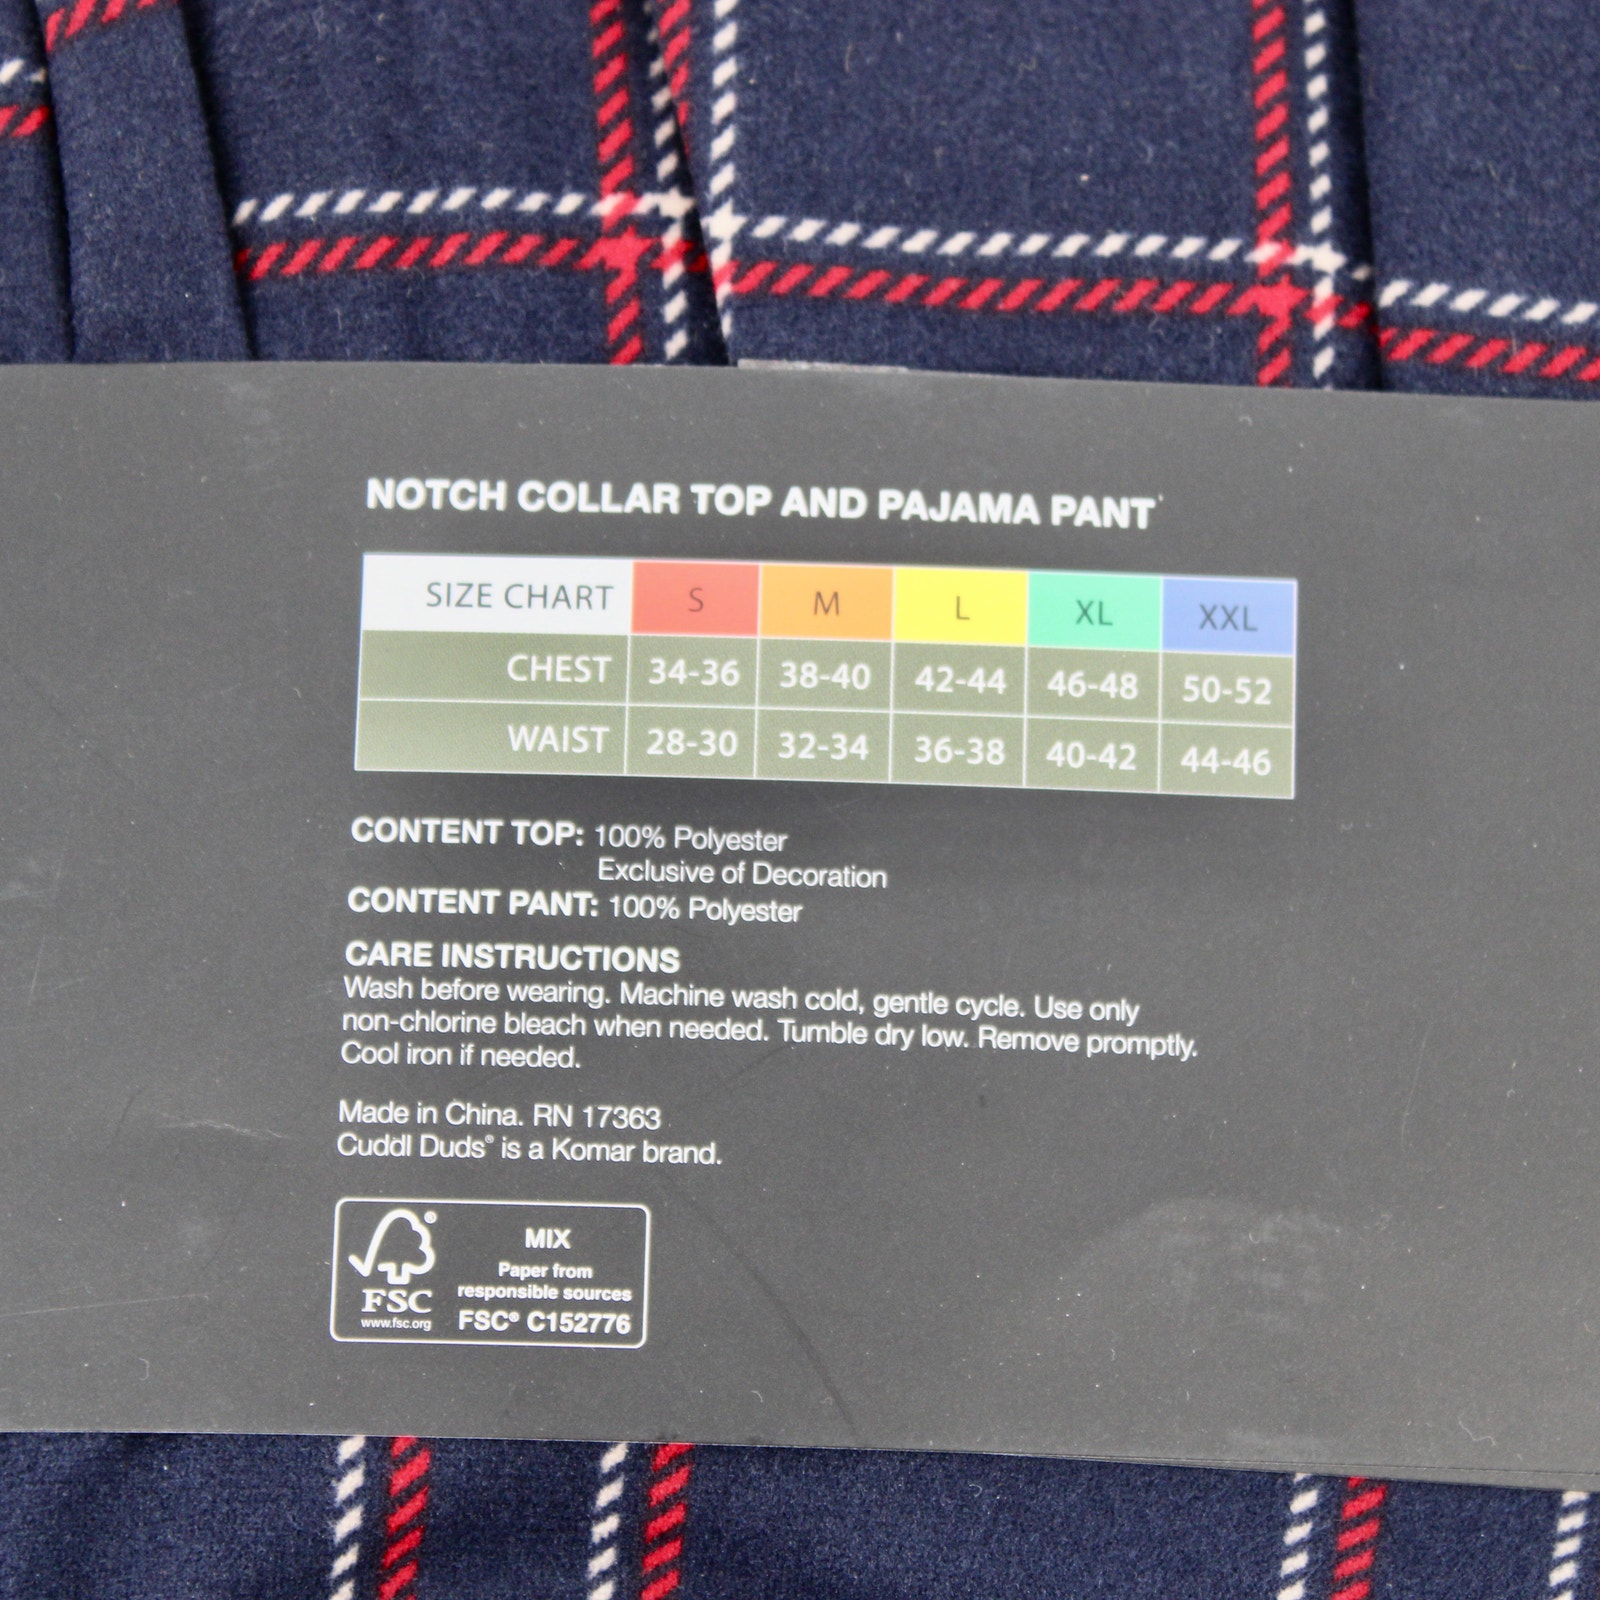 NOTCH COLLAR TOP AND PAJAMA PANT
SIZE CHART S M L XL XXL
CHEST 34-36 38-40 42-44 46-48 50-52
WAIST 28-30 32-34 36-38 40-42 44-46
CONTENT TOP: 100% Polyester
Exclusive of Decoration
CONTENT PANT: 100% Polyester
CARE INSTRUCTIONS
Wash before wearing. Machine wash cold, gentle cycle. Use only
non-chlorine bleach when needed. Tumble dry low. Remove promptly.
Cool iron if needed.
Made in China. RN 17363
Cuddl Duds® is a Komar brand.
®
FSC
www.fsc.org
MIX
Paper from
responsible sources
FSC® C152776